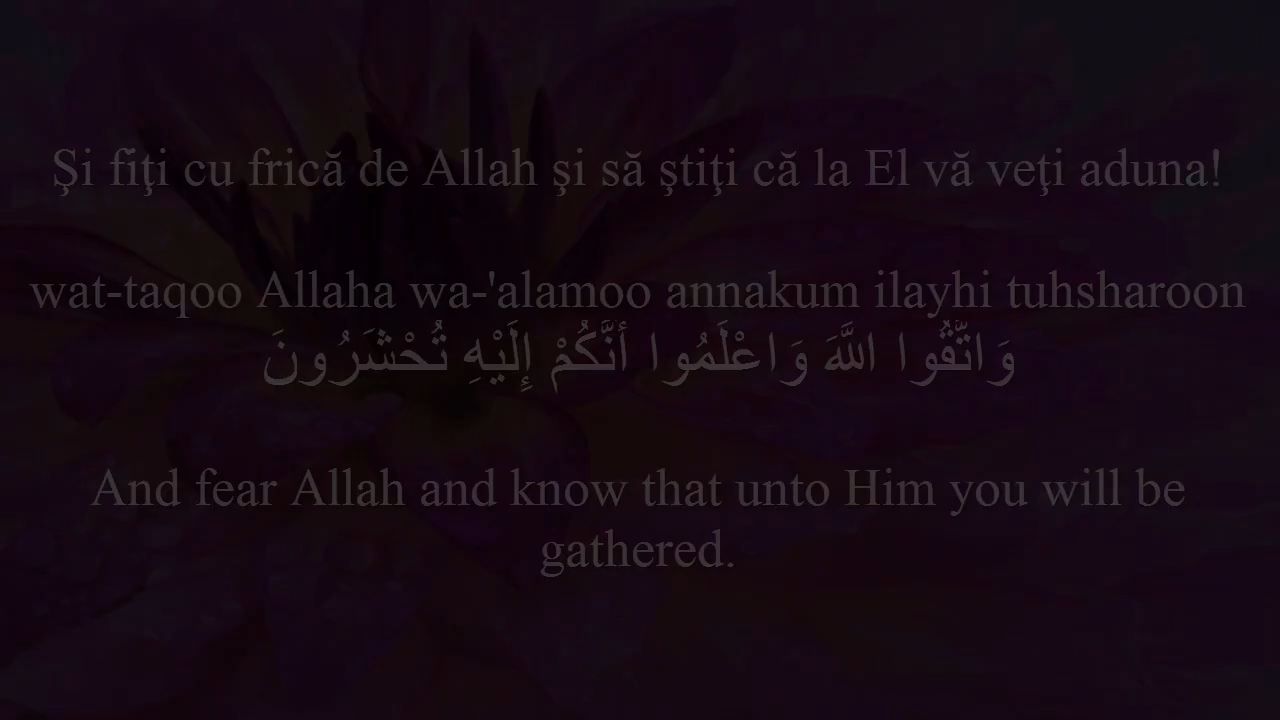 Şi fiţi cu frică de Allah şi să ştiţi că la El vă veţi aduna!
wat-taqoo Allaha wa-'alamoo annakum ilayhi tuhsharoon
وَاتَّقُوا اللَّهَ وَاعْلَمُوا أَنَّكُمْ إِلَيْهِ تُحْشَرُونَ
And fear Allah and know that unto Him you will be
gathered.